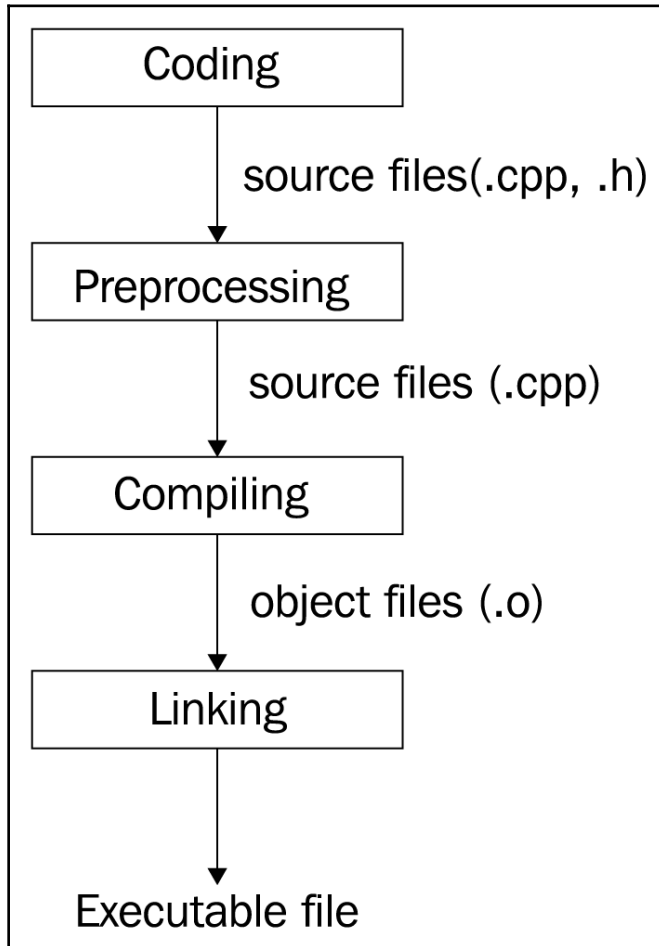 Coding
source files(.cpp, .h)
Preprocessing
source files (.cpp)
Compiling
object files (.o)
Linking
Executable file